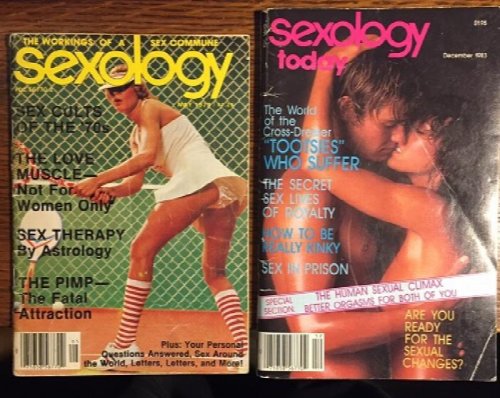 THE WORKINGS OF A SEX COMMUNE
sexology
MAY 1979
SEX CULTS
OF THE '70s
THE LOVE
MUSCLE—
Not For
Women Only
SEX THERAPY
By Astrology
THE PIMP—
The Fatal
Attraction
Plus: Your Personal
Questions Answered, Sex Around
the World, Letters, Letters, and More!
sexology
today
December 1983
The World
of the
Cross-Dresser
"TOOTSIES"
WHO SUFFER
THE SECRET
SEX LIVES
OF ROYALTY
HOW TO BE
REALLY KINKY
SEX IN PRISON
SPECIAL
SECTION:
THE HUMAN SEXUAL CLIMAX
BETTER ORGASMS FOR BOTH OF YOU
ARE YOU
READY
FOR THE
SEXUAL
CHANGES?